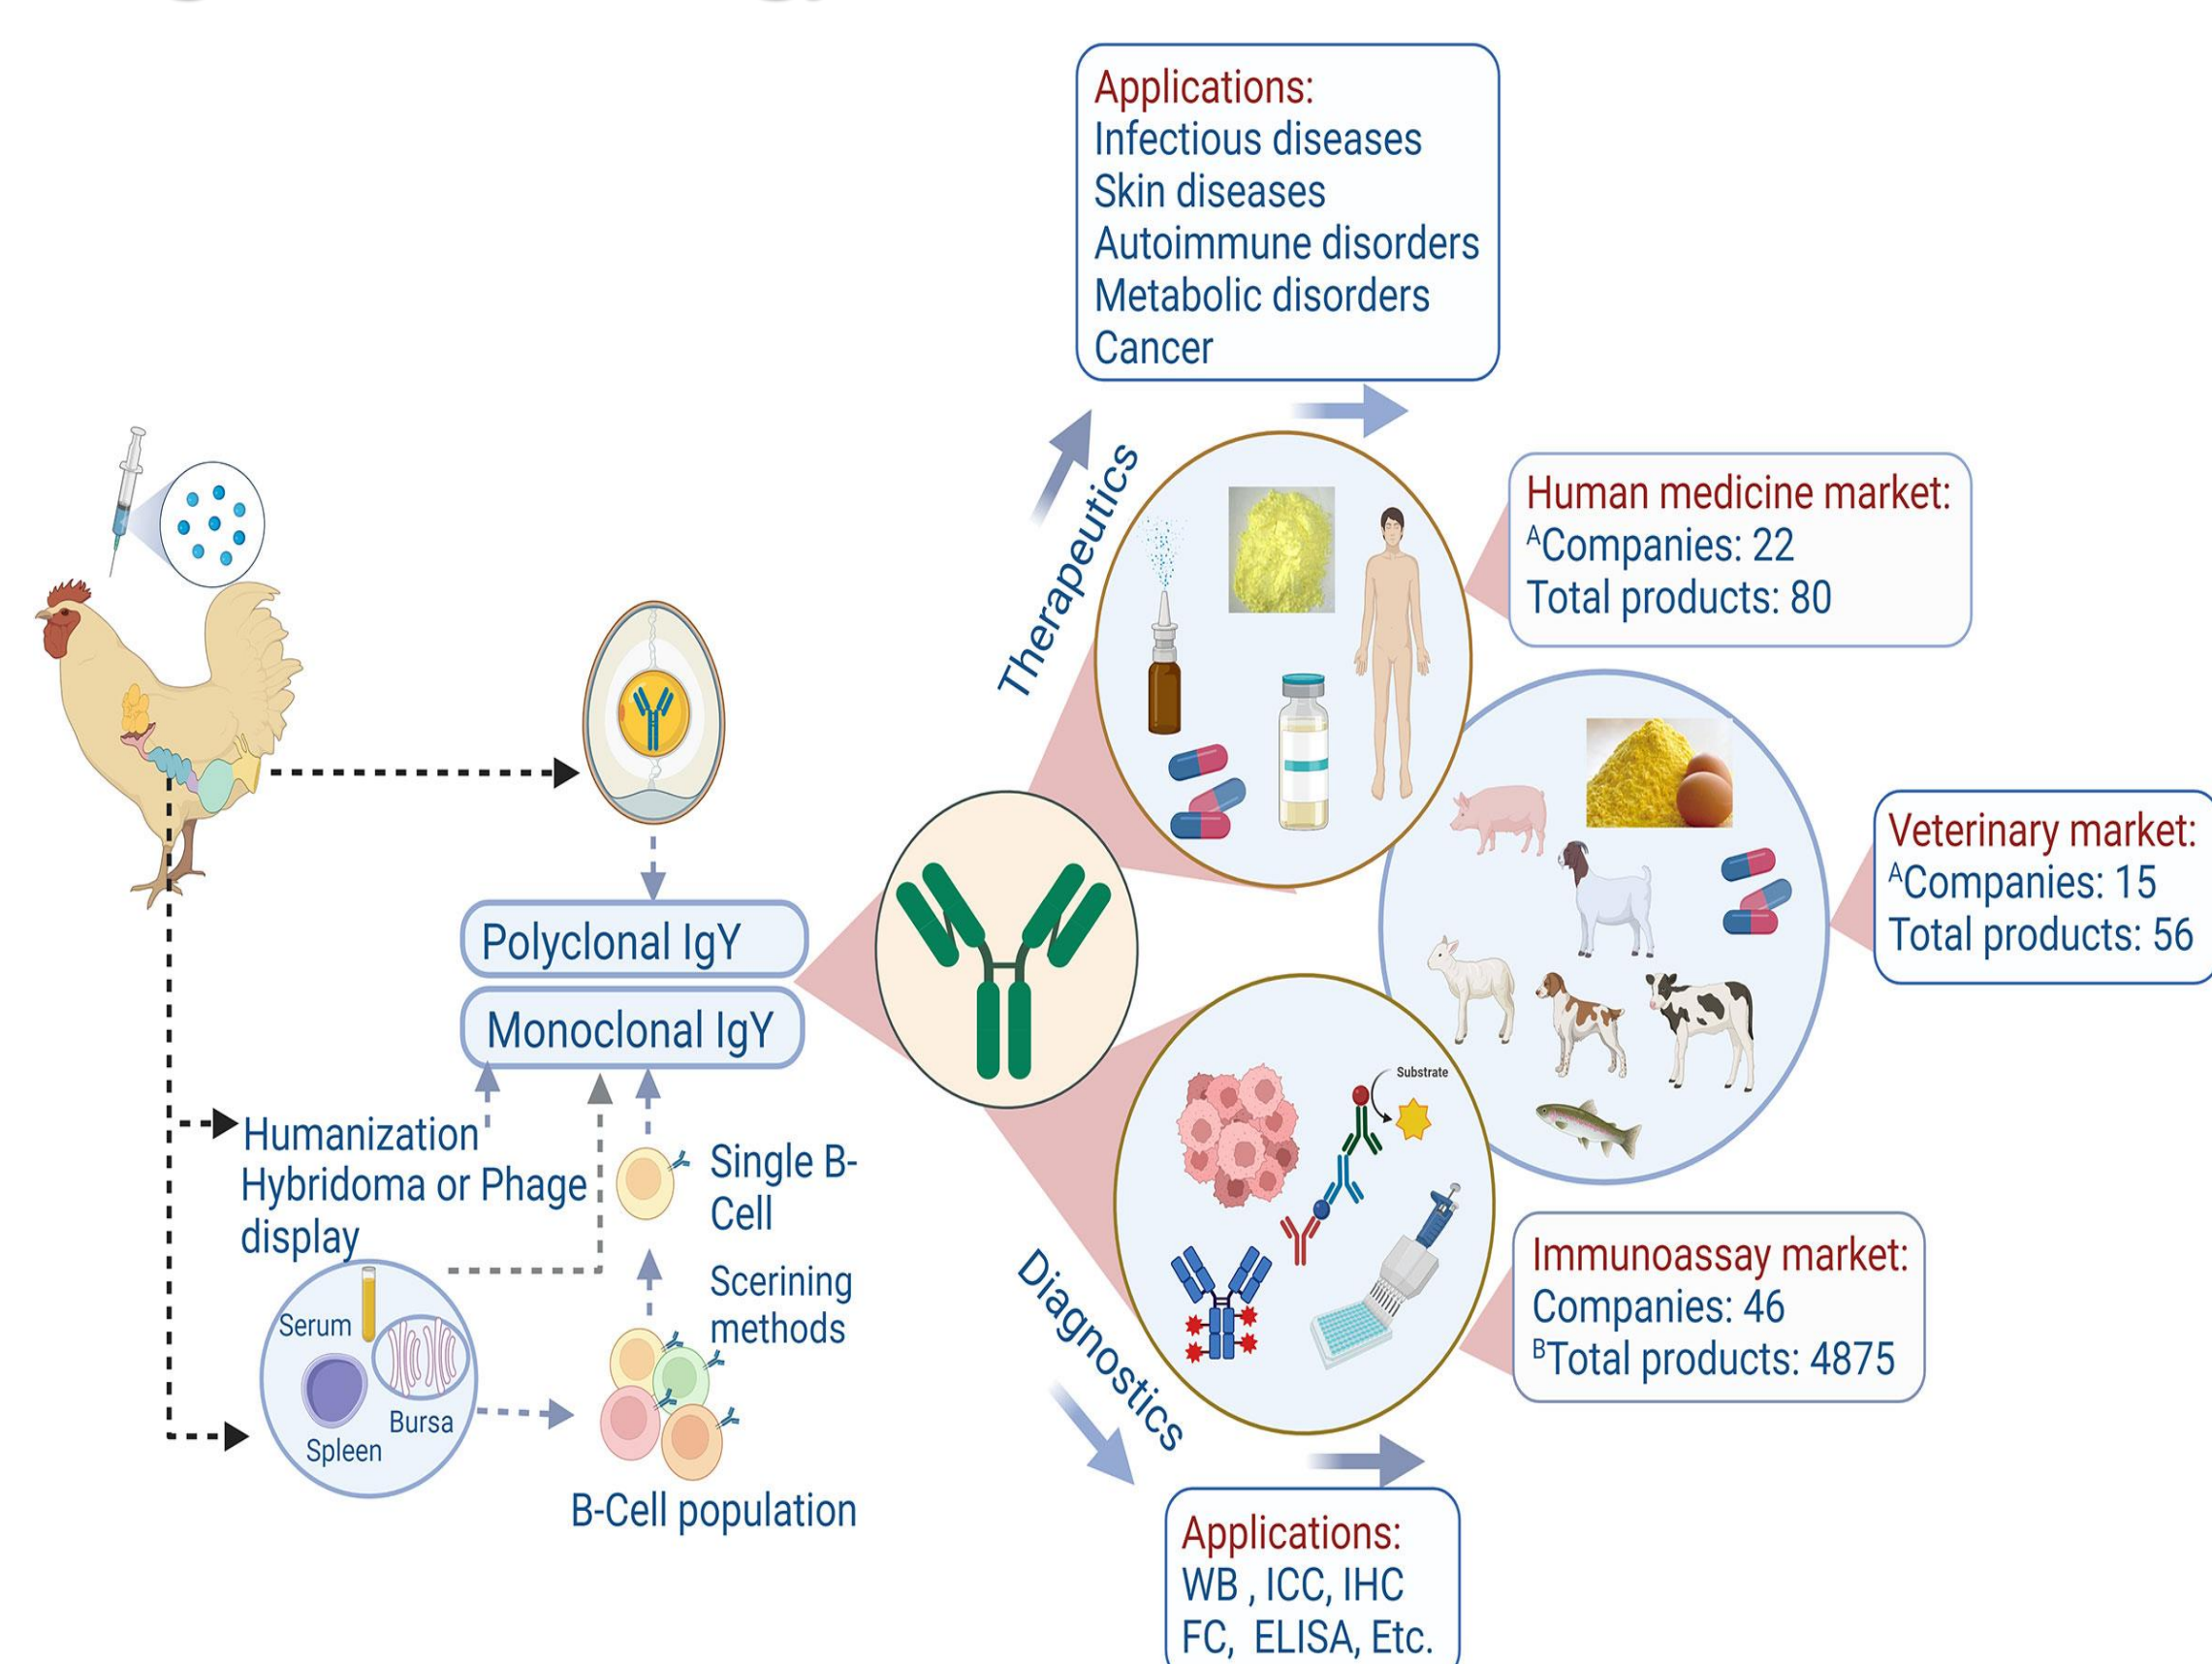 Applications:
Infectious diseases
Skin diseases
Autoimmune disorders
Metabolic disorders
Cancer
Therapeutics
Human medicine market:
ACompanies: 22
Total products: 80
Veterinary market:
ACompanies: 15
Total products: 56
Polyclonal IgY
Monoclonal IgY
Humanization
Hybridoma or Phage
display
Single B-
Cell
Scerining
methods
Serum
Bursa
Spleen
B-Cell population
Substrate
Diagnostics
Immunoassay market:
Companies: 46
BTotal products: 4875
Applications:
WB , ICC, IHC
FC, ELISA, Etc.